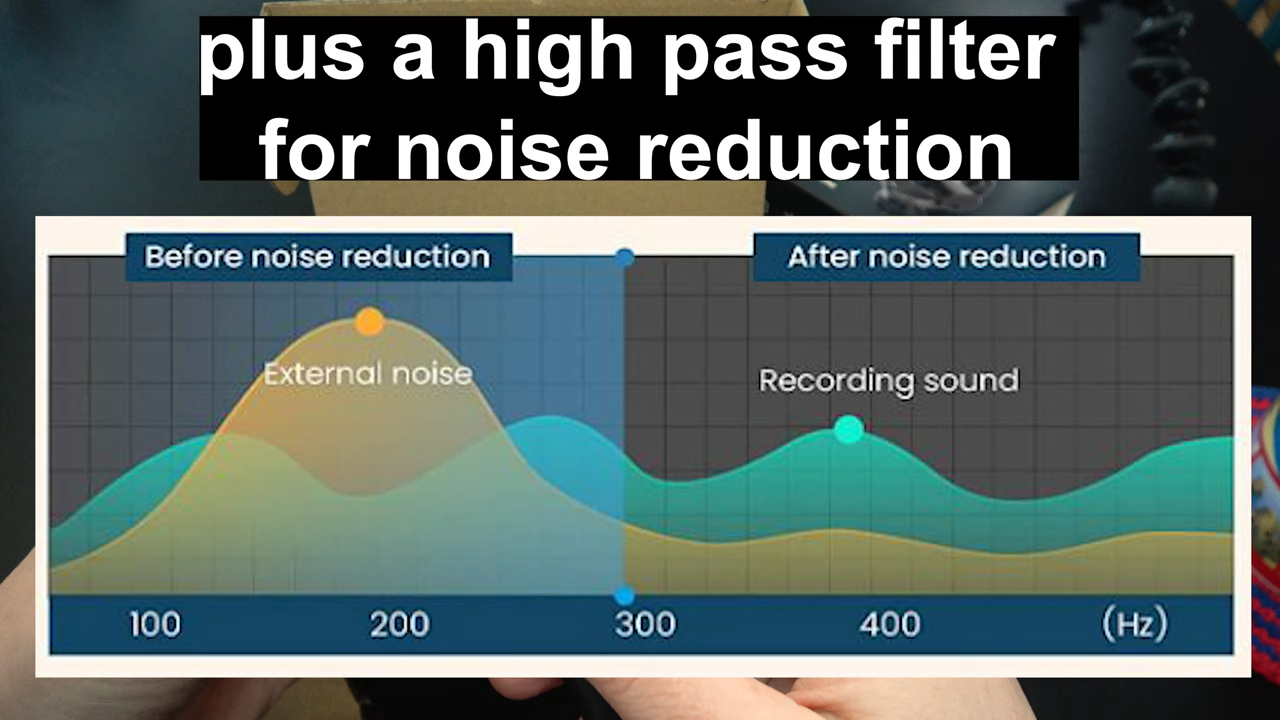 plus a high pass filter
for noise reduction
Before noise reduction
After noise reduction
External noise
Recording sound
100 200 300 400 (Hz)